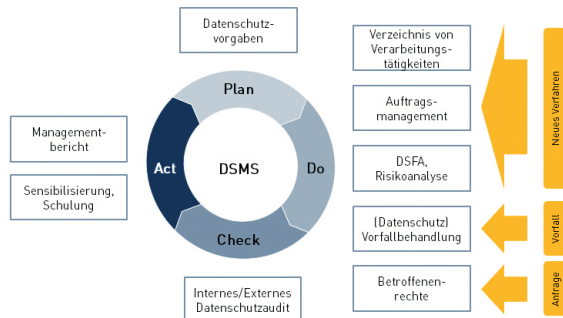 Datenschutz-
vorgaben
Verzeichnis von
Verarbeitungs-
tätigkeiten
Neues Verfahren
Plan
Auftrags-
management
Management-
bericht
Act
DSMS
Do
DSFA,
Risikoanalyse
Sensibilisierung,
Schulung
(Datenschutz)
Vorfallbehandlung
Vorfall
Check
Internes/Externes
Datenschutzaudit
Betroffenen-
rechte
Anfrage